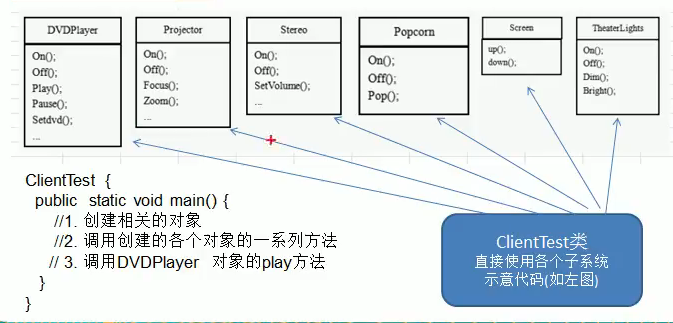 DVDPlayer
On();
Off();
Play();
Pause();
Setdvd();
...
Projector
On();
Off();
Focus();
Zoom();
...
Stereo
On();
Off();
SetVolume();
...
Popcorn
On();
Off();
Pop();
Screen
up();
down();
TheaterLights
On();
Off();
Dim();
Bright();
ClientTest {
public static void main() {
//1. 创建相关的对象
//2. 调用创建的各个对象的一系列方法
// 3. 调用DVDPlayer 对象的play方法
}
}
ClientTest类
直接使用各个子系统
示意代码(如左图)